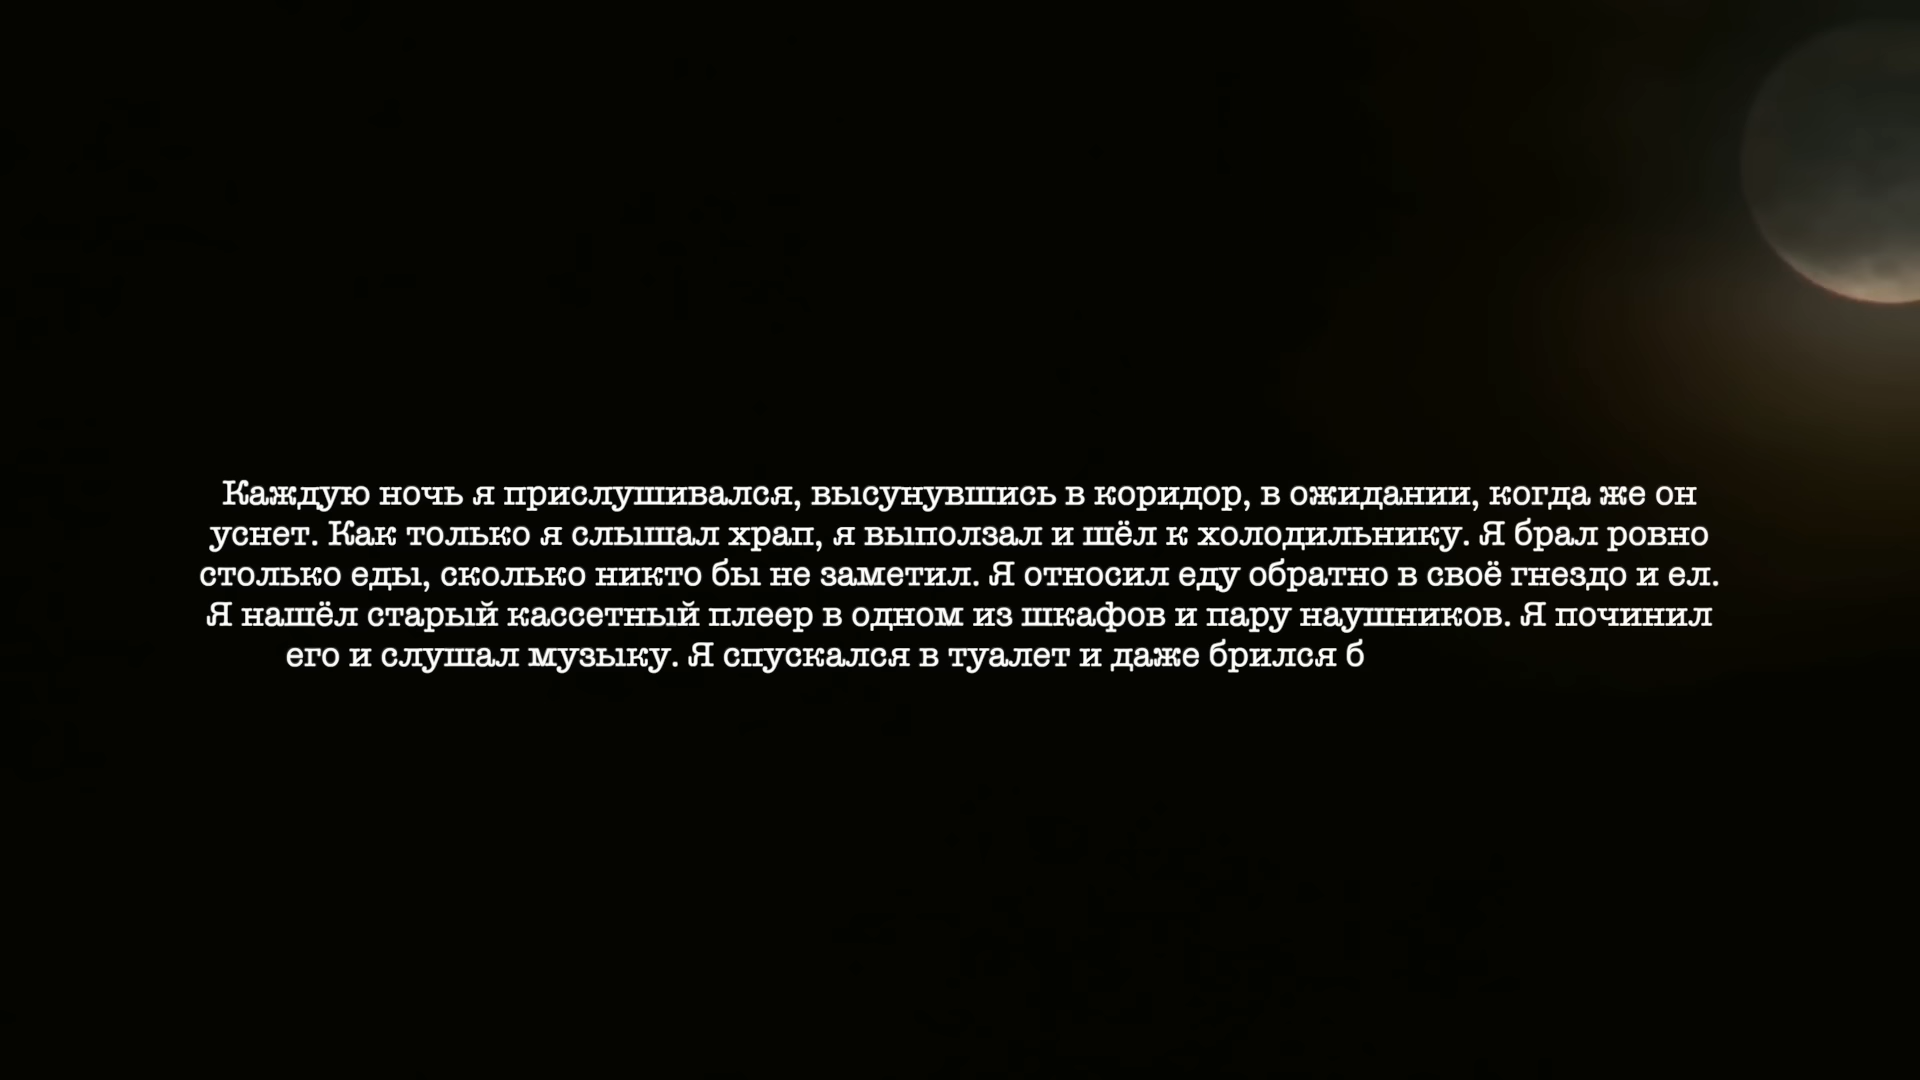 Каждую ночь я прислушивался, высунувшись в коридор, в ожидании, когда же он
уснет. Как только я слышал храп, я выползал и шёл к холодильнику. Я брал ровно
столько еды, сколько никто бы не заметил. Я относил еду обратно в своё гнездо и ел.
Я нашёл старый кассетный плеер в одном из шкафов и пару наушников. Я починил
его и слушал музыку. Я спускался в туалет и даже брился б